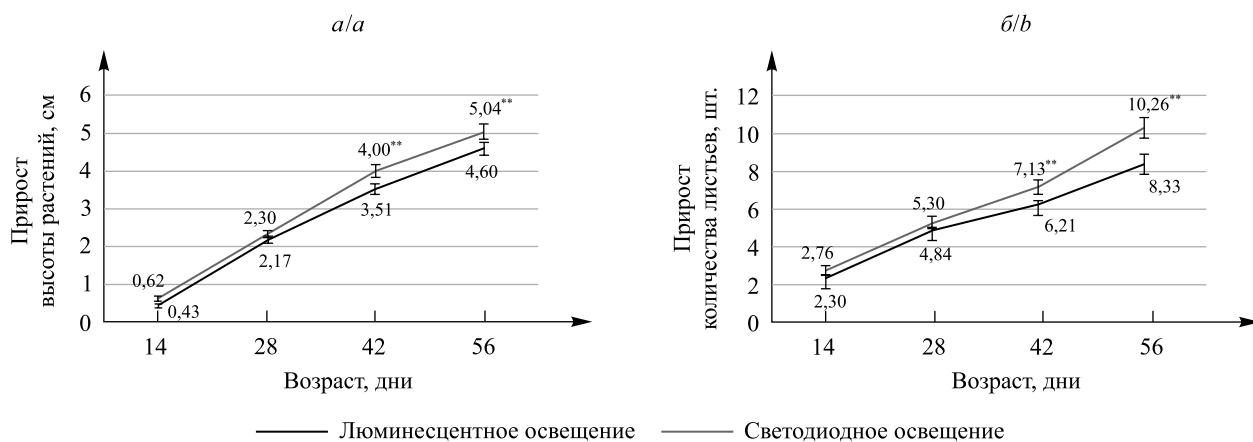 а/a
Прирост
высоты растений, см
6
5
4
3
2
1
0
0,62
2,30
4,00**
5,04**
0,43
2,17
3,51
4,60
14 28 42 56
Возраст, дни
б/b
Прирост
количества листьев, шт.
12
10
8
6
4
2
0
2,76
5,30
7,13**
10,26**
2,30
4,84
6,21
8,33
14 28 42 56
Возраст, дни
Люминесцентное освещение
Светодиодное освещение